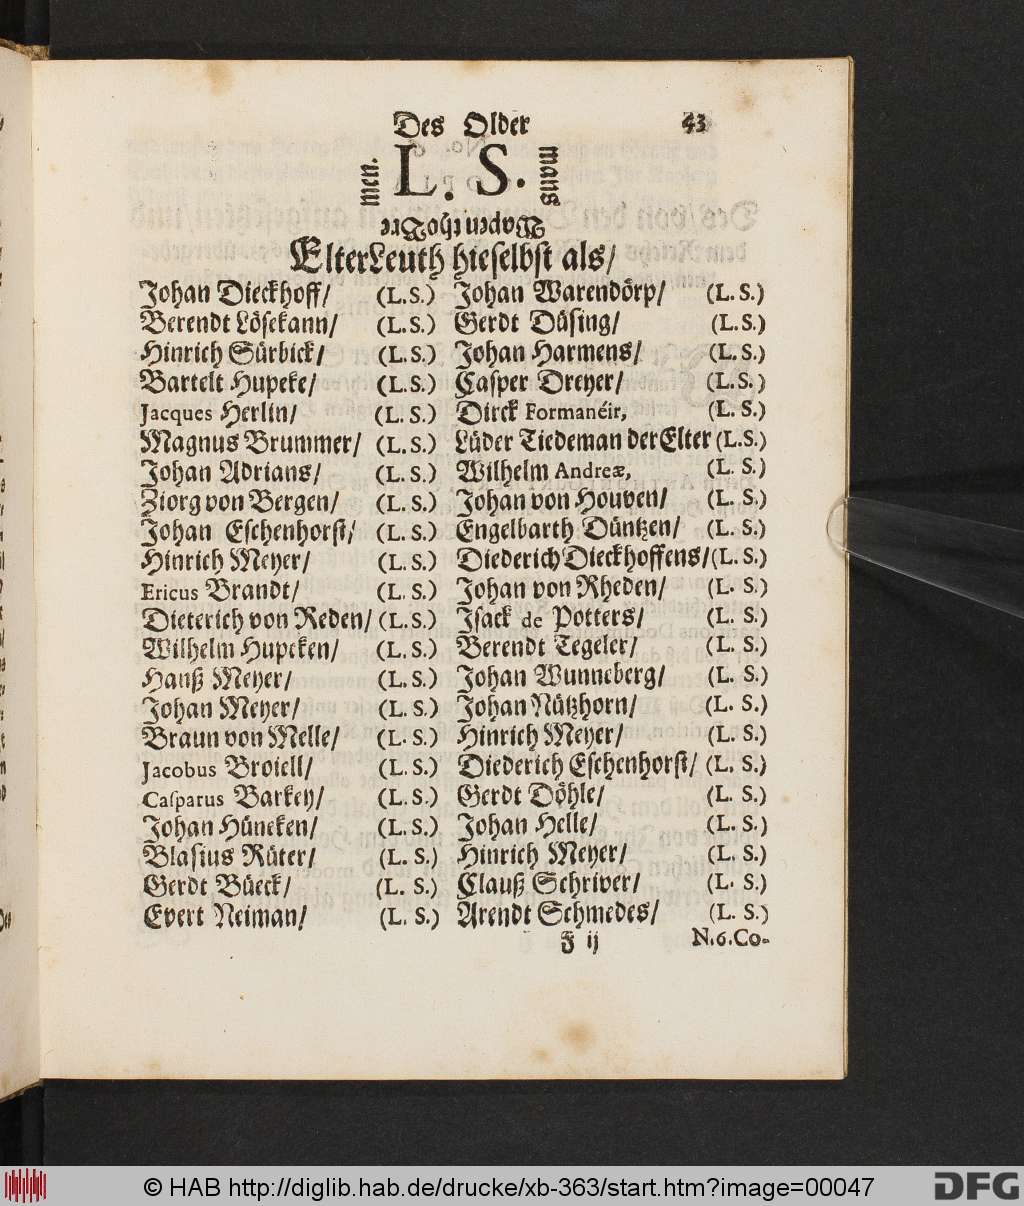 Des Older
43
mans
Wapen in Bre
men.
L. S.
ElterLeuth hieselbst als/
Johan Dieckhoff/ (L. S.) Johan Warendörp/ (L. S.)
Berendt Lösekann/ (L. S.) Gerdt Düsing/ (L. S.)
Hinrich Sürbick/ (L. S.) Johan Harmens/ (L. S.)
Bartelt Hupeke/ (L. S.) Casper Dreyer/ (L. S.)
Jacques Herlin/ (L. S.) Dirck Formanéir, (L. S.)
Magnus Brummer/ (L. S.) Lüder Tiedeman der Elter (L.S.)
Johan Adrians/ (L. S.) Wilhelm Andreæ, (L. S.)
Ziorg von Bergen/ (L. S.) Johan von Houven/ (L. S.)
Johan Eschenhorst/ (L. S.) Engelbarth Düntzen/ (L. S.)
Hinrich Meyer/ (L. S.) Diederich Dieckhoffens/ (L. S.)
Ericus Brandt/ (L. S.) Johan von Rheden/ (L. S.)
Dieterich von Reden/ (L. S.) Isack de Potters/ (L. S.)
Wilhelm Hupcken/ (L. S.) Berendt Tegeler/ (L. S.)
Hanß Meyer/ (L. S.) Johan Wunneberg/ (L. S.)
Johan Meyer/ (L. S.) Johan Nützhorn/ (L. S.)
Braun von Melle/ (L. S.) Hinrich Meyer/ (L. S.)
Jacobus Broiell/ (L. S.) Diederich Eschenhorst/ (L. S.)
Casparus Barkey/ (L. S.) Gerdt Döhle/ (L. S.)
Johan Hüneken/ (L. S.) Johan Helle/ (L. S.)
Blasius Rüter/ (L. S.) Hinrich Meyer/ (L. S.)
Gerdt Büeck/ (L. S.) Clauß Schriver/ (L. S.)
Evert Neiman/ (L. S.) Arendt Schmedes/ (L. S.)
F ij N. 6. Co-
© HAB http://diglib.hab.de/drucke/xb-363/start.htm?image=00047
DFG